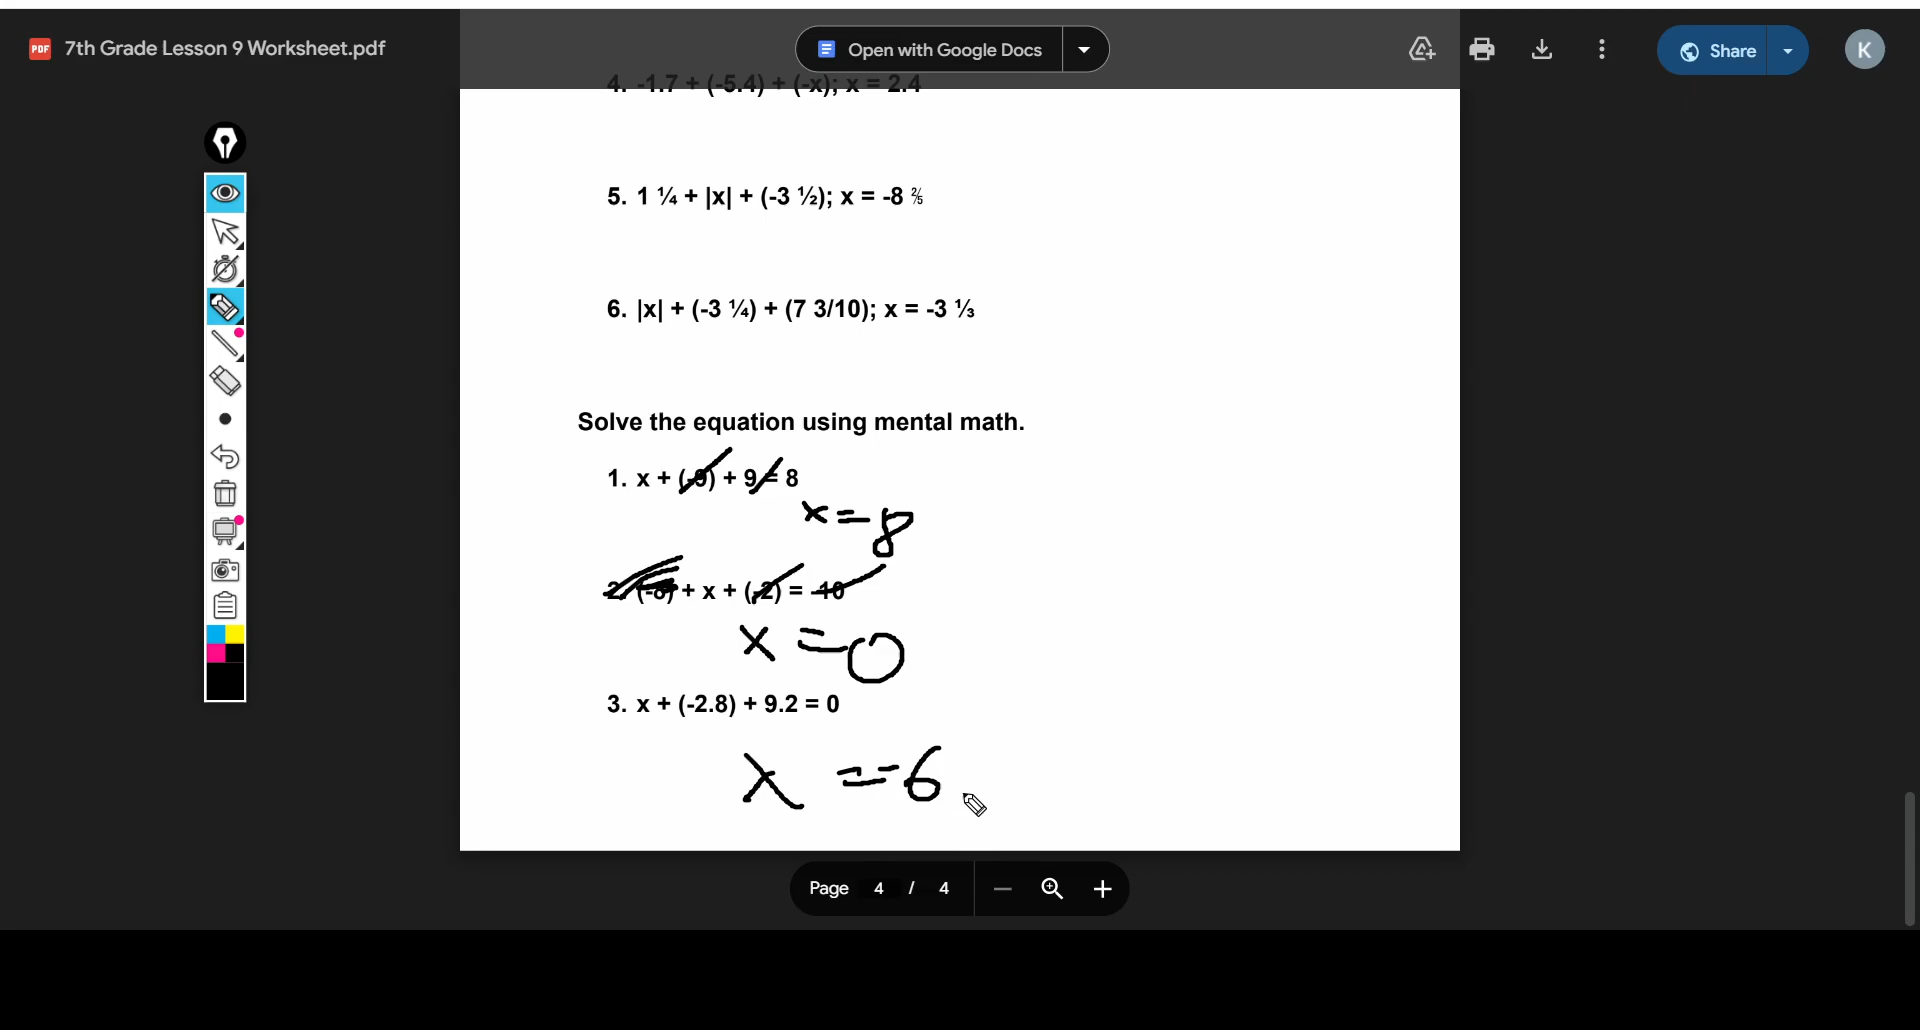 PDF 7th Grade Lesson 9 Worksheet.pdf
Open with Google Docs
Share
K
4. -1.7 + (-5.4) + (-x); x = 2.4
5. 1 ¼ + |x| + (-3 ½); x = -8 ⅖
6. |x| + (-3 ¼) + (7 3/10); x = -3 ⅓
Solve the equation using mental math.
1. x + (-9) + 9 = 8
x = 8
2. (-8) + x + (-2) = -10
x = 0
3. x + (-2.8) + 9.2 = 0
x = -6
Page 4 / 4